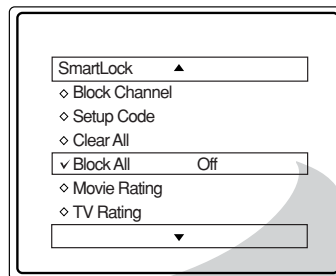 SmartLock ▲
◇ Block Channel
◇ Setup Code
◇ Clear All
✓ Block All Off
◇ Movie Rating
◇ TV Rating
▼